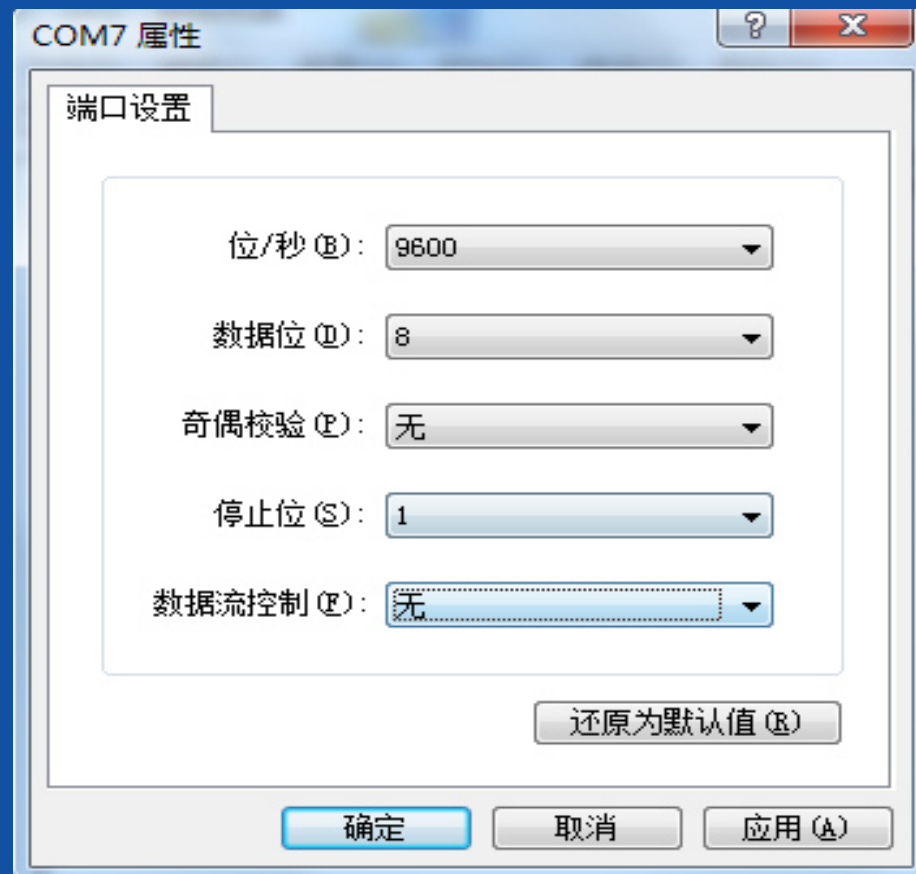 COM7 属性
端口设置
位/秒(B): 9600
数据位(D): 8
奇偶校验(P): 无
停止位(S): 1
数据流控制(F): 无
还原为默认值(R)
确定 取消 应用(A)